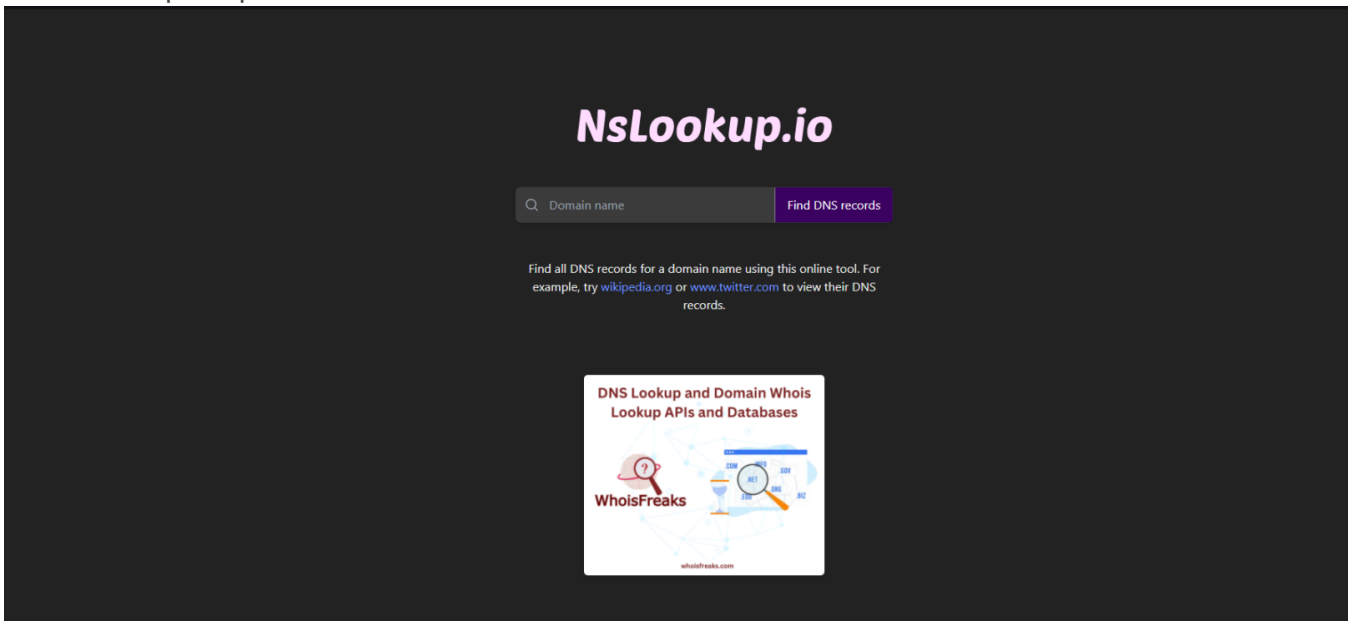 NsLookup.io
Domain name
Find DNS records
Find all DNS records for a domain name using this online tool. For
example, try wikipedia.org or www.twitter.com to view their DNS
records.
DNS Lookup and Domain Whois
Lookup APIs and Databases
?
.COM
.GOV
.NET
.ORG
.EDU
.BIZ
WhoisFreaks
whoisfreaks.com